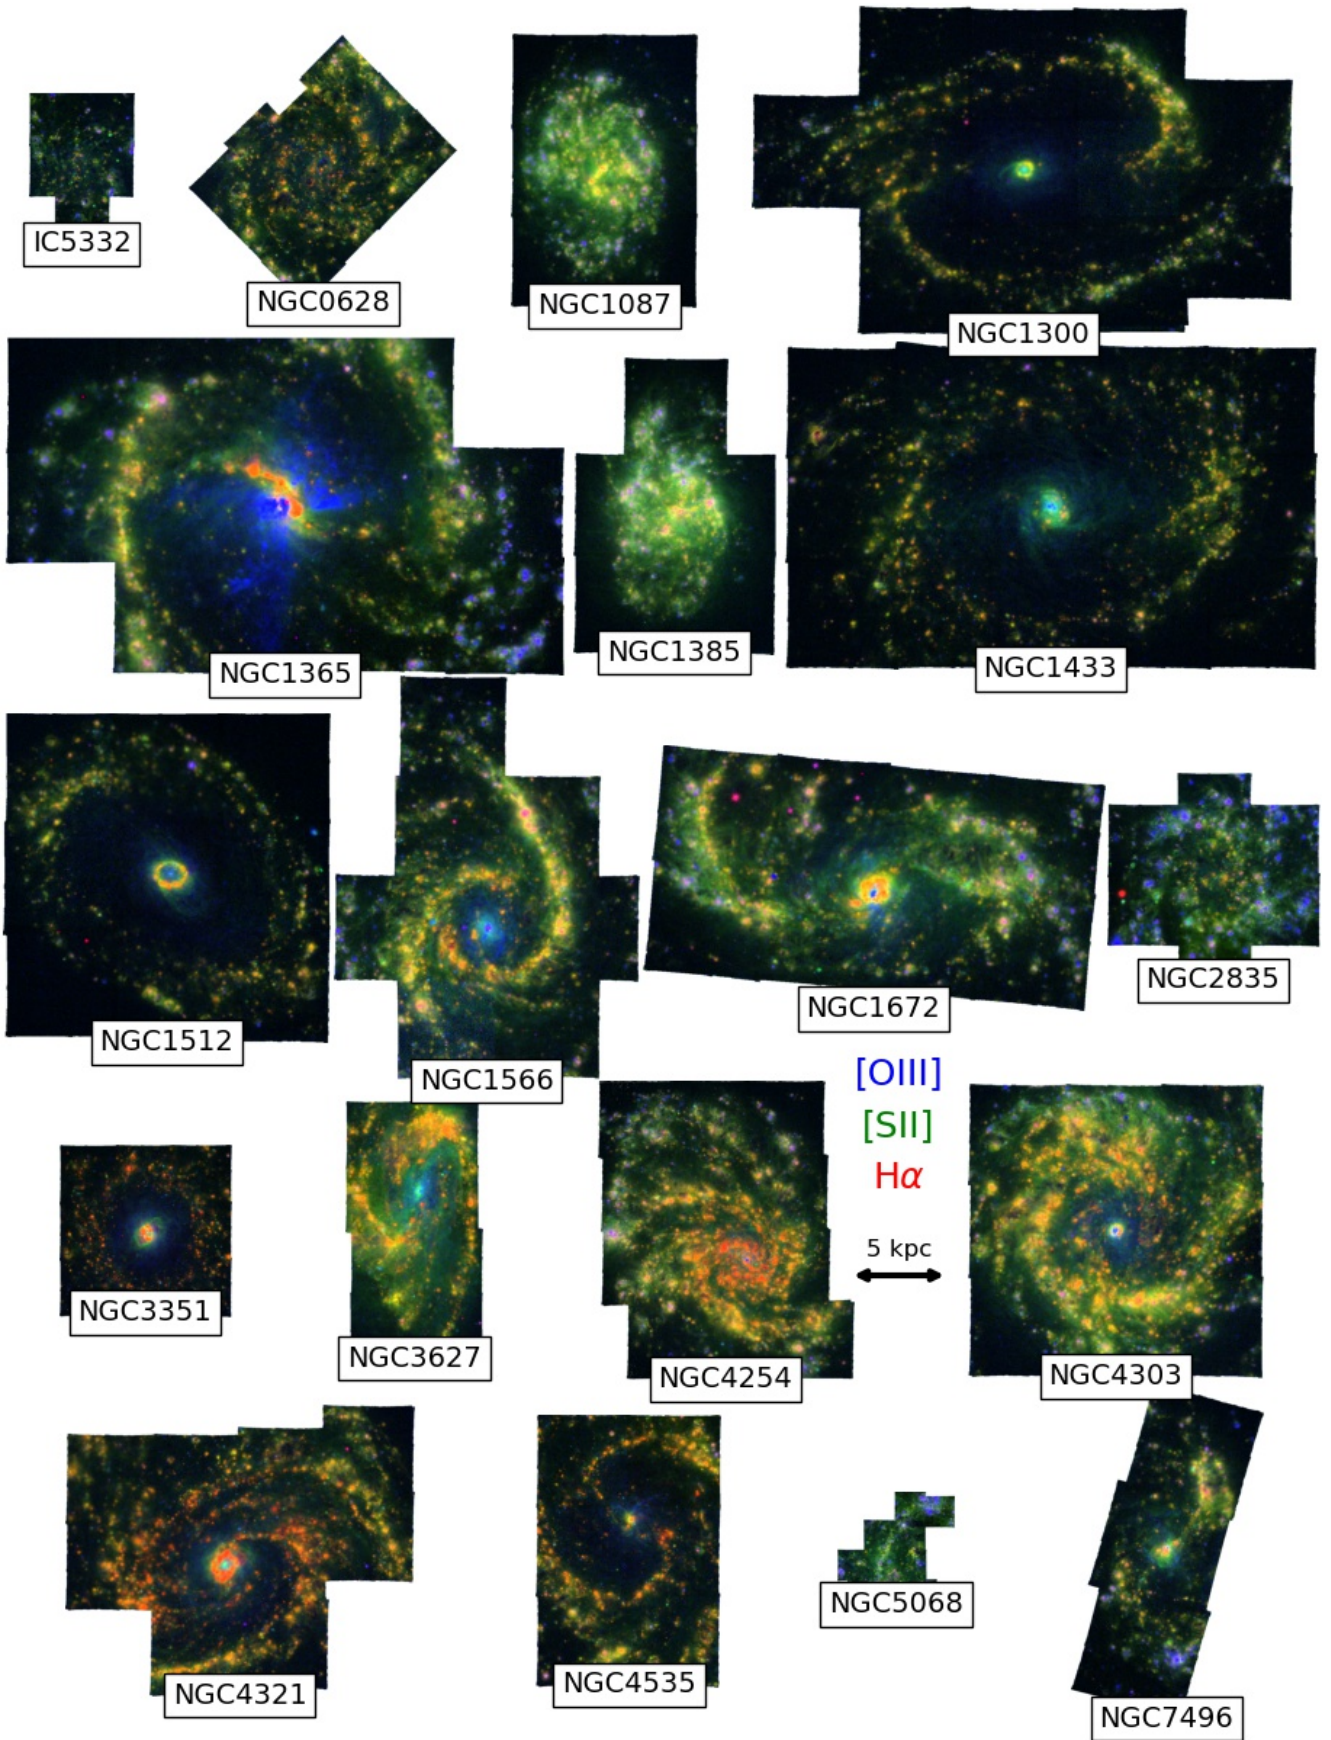 IC5332
NGC0628
NGC1087
NGC1300
NGC1365
NGC1385
NGC1433
NGC1512
NGC1566
NGC1672
NGC2835
[OIII]
[SII]
Hα
5 kpc
NGC3351
NGC3627
NGC4254
NGC4303
NGC4321
NGC4535
NGC5068
NGC7496